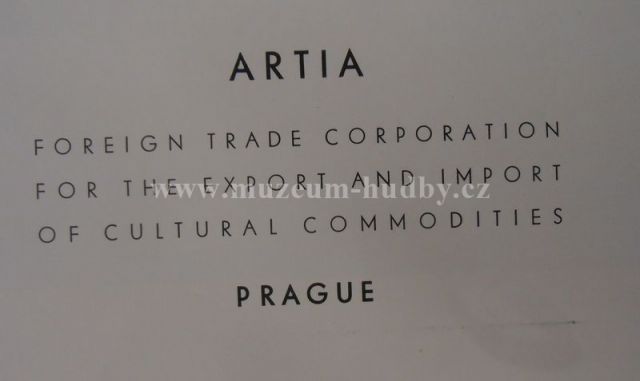 ARTIA
FOREIGN TRADE CORPORATION
FOR THE EXPORT AND IMPORT
www.muzeum-hudby.cz
OF CULTURAL COMMODITIES
PRAGUE